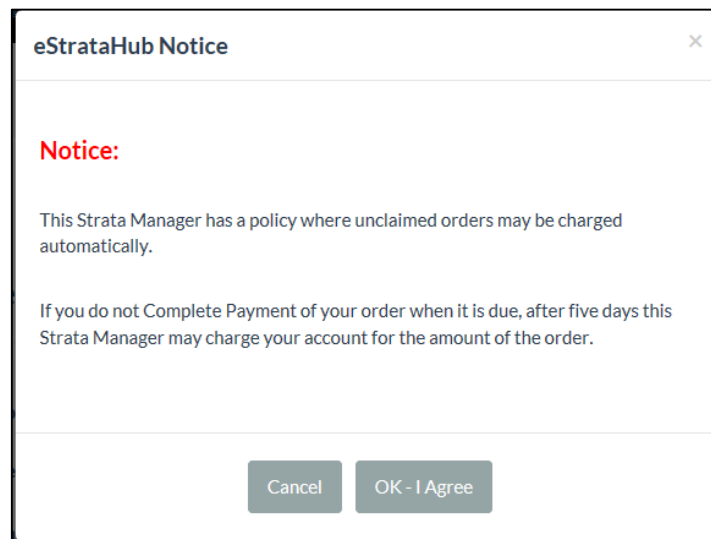 eStrataHub Notice
×
Notice:
This Strata Manager has a policy where unclaimed orders may be charged
automatically.
If you do not Complete Payment of your order when it is due, after five days this
Strata Manager may charge your account for the amount of the order.
Cancel
OK - I Agree